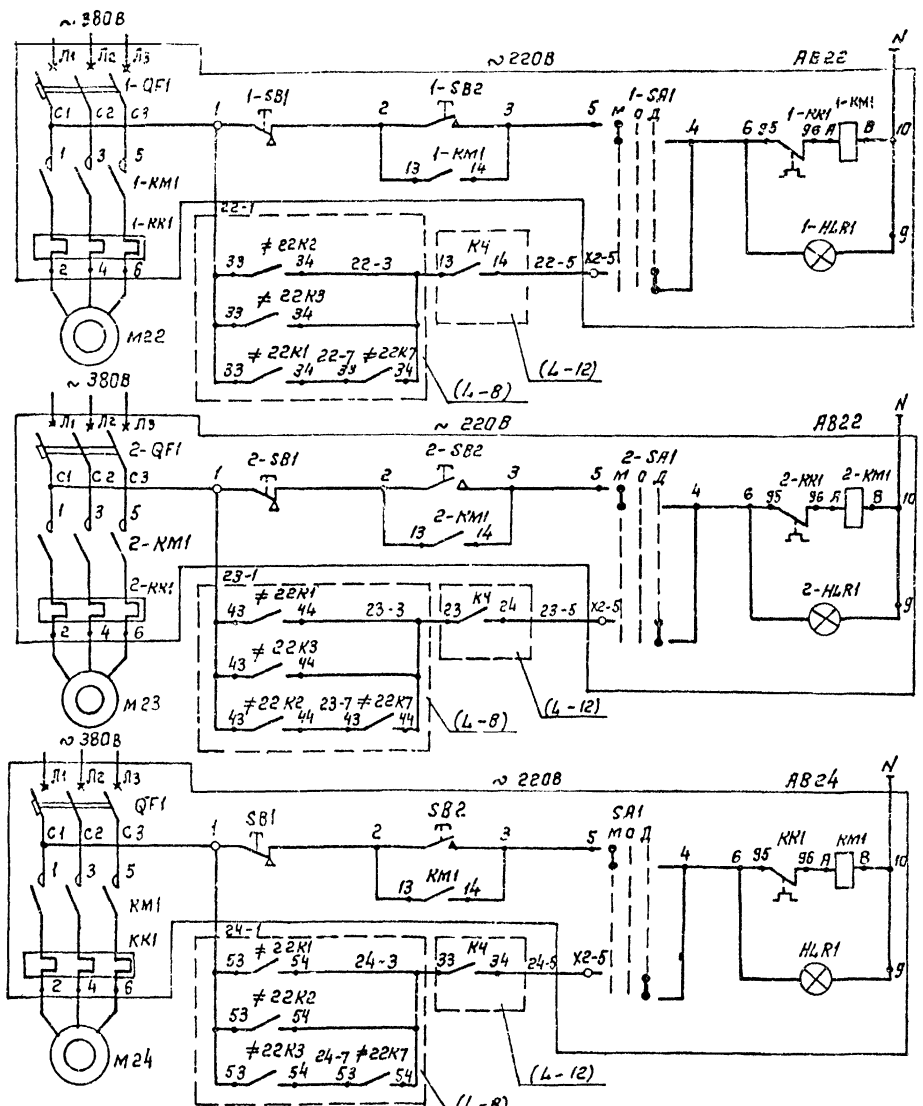 ~380В
Л1 Л2 Л3
~220В
АВ22
N
1-QF1
1-SB1
1-SB2
1-SA1
1-КК1
1-КМ1
С1 С2 С3
1
2
3
5
М О Д
4
6
95
96
А
В
10
1 3 5
1-КМ1
13
14
1-КМ1
1-КК1
22-1
1-HLR1
9
≠22К2
К4
2 4 6
33
34
22-3
13
14
22-5
Х2-5
≠22К3
М22
33
34
≠22К1
22-7
≠22К7
33
34
33
34
(L-8)
(L-12)
~380В
Л1 Л2 Л3
~220В
АВ22
N
2-QF1
2-SB1
2-SB2
2-SA1
2-КК1
2-КМ1
С1 С2 С3
1
2
3
5
М О Д
4
6
95
96
А
В
10
1 3 5
2-КМ1
13
14
2-КМ1
2-КК1
23-1
2-HLR1
9
≠22К1
К4
2 4 6
43
44
23-3
23
24
23-5
Х2-5
≠22К3
М23
43
44
≠22К2
23-7
≠22К7
43
44
43
44
(L-8)
(L-12)
~380В
Л1 Л2 Л3
~220В
АВ24
N
QF1
SB1
SB2
SA1
КК1
КМ1
С1 С2 С3
1
2
3
5
М О Д
4
6
95
96
А
В
10
1 3 5
КМ1
13
14
КМ1
КК1
24-1
HLR1
9
≠22К1
К4
2 4 6
53
54
24-3
33
34
24-5
Х2-5
≠22К2
М24
53
54
≠22К3
24-7
≠22К7
53
54
53
54
(L-12)
(L-8)